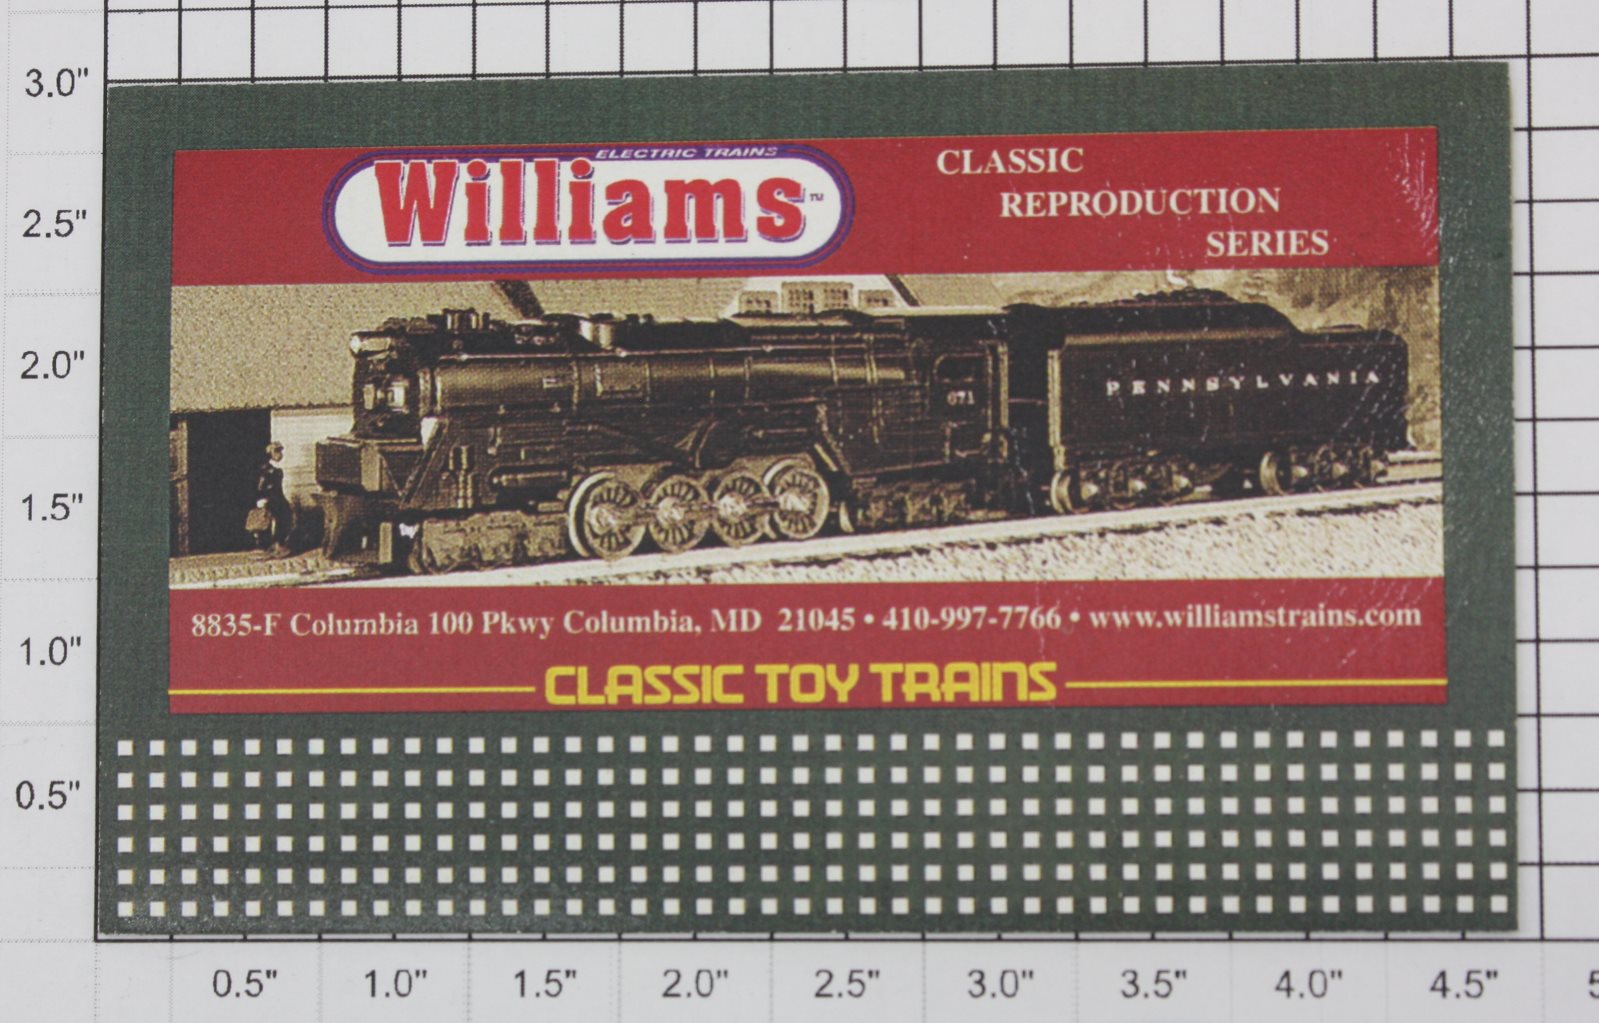 3.0"
2.5"
2.0"
1.5"
1.0"
0.5"
ELECTRIC TRAINS
Williams™
CLASSIC
REPRODUCTION
SERIES
671
PENNSYLVANIA
8835-F Columbia 100 Pkwy Columbia, MD 21045 • 410-997-7766 • www.williamstrains.com
CLASSIC TOY TRAINS
0.5" 1.0" 1.5" 2.0" 2.5" 3.0" 3.5" 4.0" 4.5"